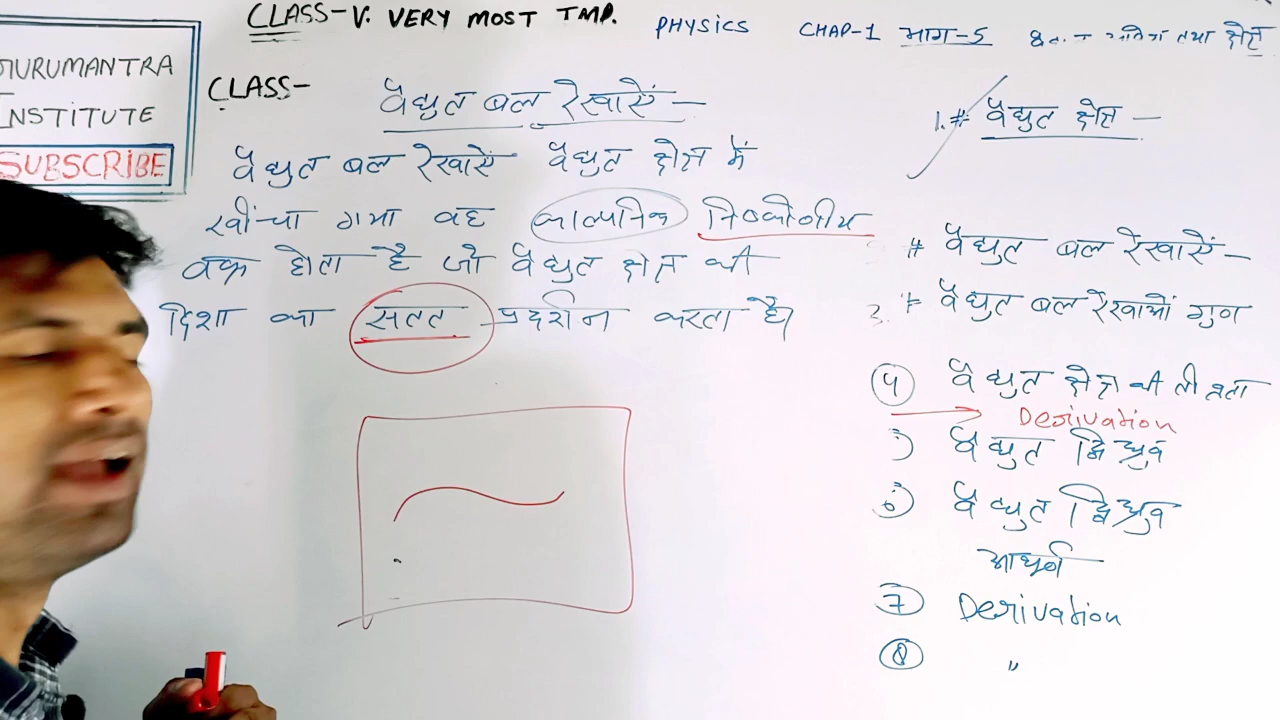 CLASS-V. VERY MOST IMP.
PHYSICS CHAP-1 भाग-5 तथा क्षेत्र
GURUMANTRA
INSTITUTE
SUBSCRIBE
CLASS-
वैद्युत बल रेखाएँ -
वैद्युत बल रेखाएँ वैद्युत क्षेत्र में
खींचा गया वह काल्पनिक निष्कोणीय
वक्र होता है जो वैद्युत क्षेत्र की
दिशा का सतत प्रदर्शन करता है।
1. # वैद्युत क्षेत्र -
# वैद्युत बल रेखाएँ -
3. # वैद्युत बल रेखाओं गुण
4 वैद्युत क्षेत्र की तीव्रता
Derivation
5 वैद्युत द्विध्रुव
6 वैद्युत द्विध्रुव
आघूर्ण
7 Derivation
8 "